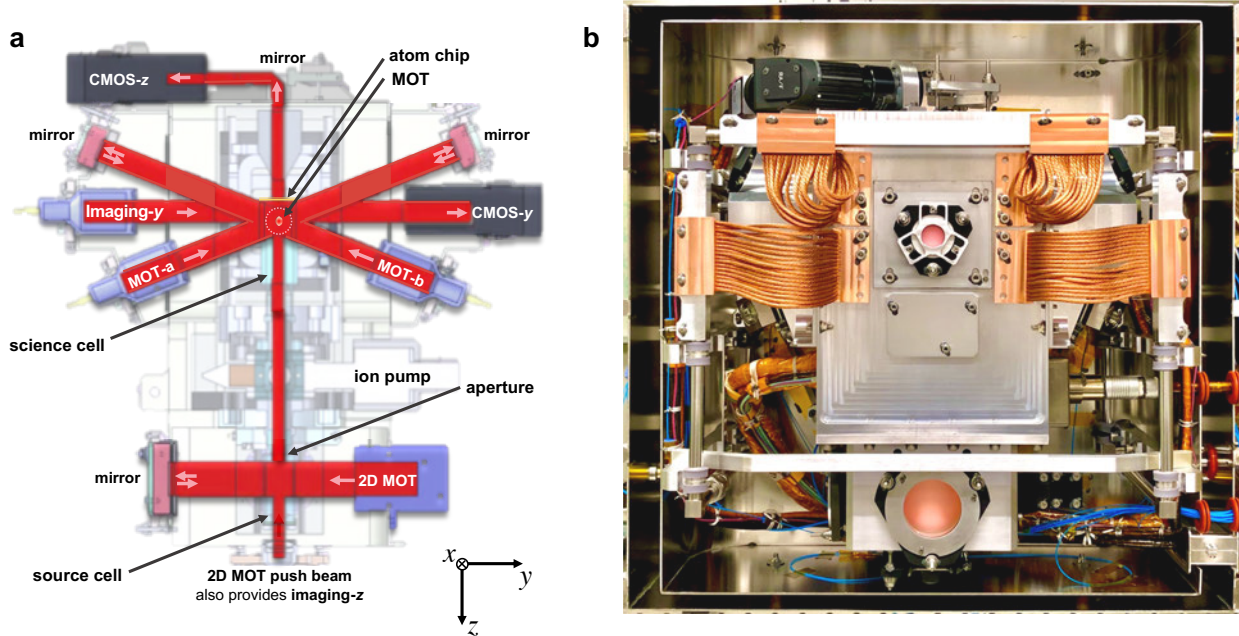 a
mirror
atom chip
MOT
CMOS-z
mirror
mirror
Imaging-y
CMOS-y
MOT-a
MOT-b
science cell
ion pump
aperture
mirror
2D MOT
source cell
2D MOT push beam
also provides imaging-z
x
y
z
b